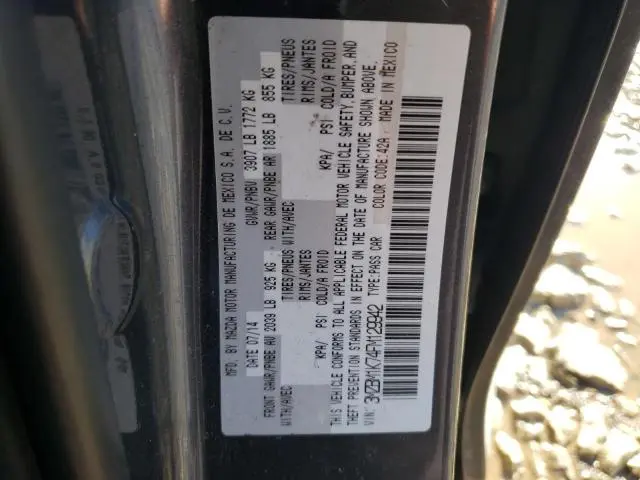 MFD. BY MAZDA MOTOR MANUFACTURING DE MEXICO S.A. DE C.V.
DATE 07/14 GVWR/PNBV 3907 LB 1772 KG
FRONT GAWR/PNBE AV 2039 LB 925 KG, REAR GAWR/PNBE AR 1885 LB 855 KG
WITH/AVEC TIRES/PNEUS WITH/AVEC TIRES/PNEUS
RIMS/JANTES RIMS/JANTES
KPA/ PSI COLD/A FROID KPA/ PSI COLD/A FROID
THIS VEHICLE CONFORMS TO ALL APPLICABLE FEDERAL MOTOR VEHICLE SAFETY, BUMPER, AND
THEFT PREVENTION STANDARDS IN EFFECT ON THE DATE OF MANUFACTURE SHOWN ABOVE.
COLOR CODE:42A MADE IN MEXICO
VIN: 3MZBM1K74FM129942 TYPE:PASS CAR